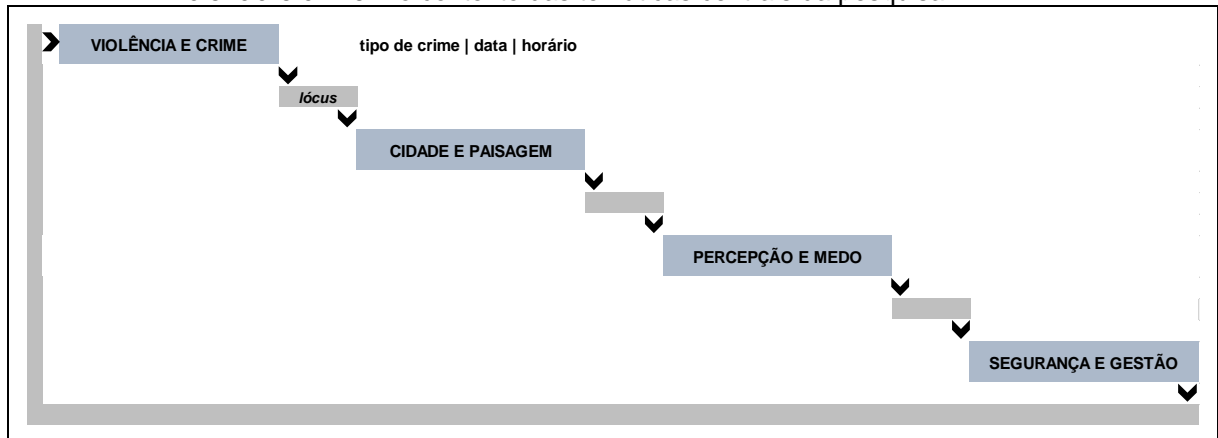 VIOLÊNCIA E CRIME tipo de crime | data | horário
lócus
CIDADE E PAISAGEM
PERCEPÇÃO E MEDO
SEGURANÇA E GESTÃO